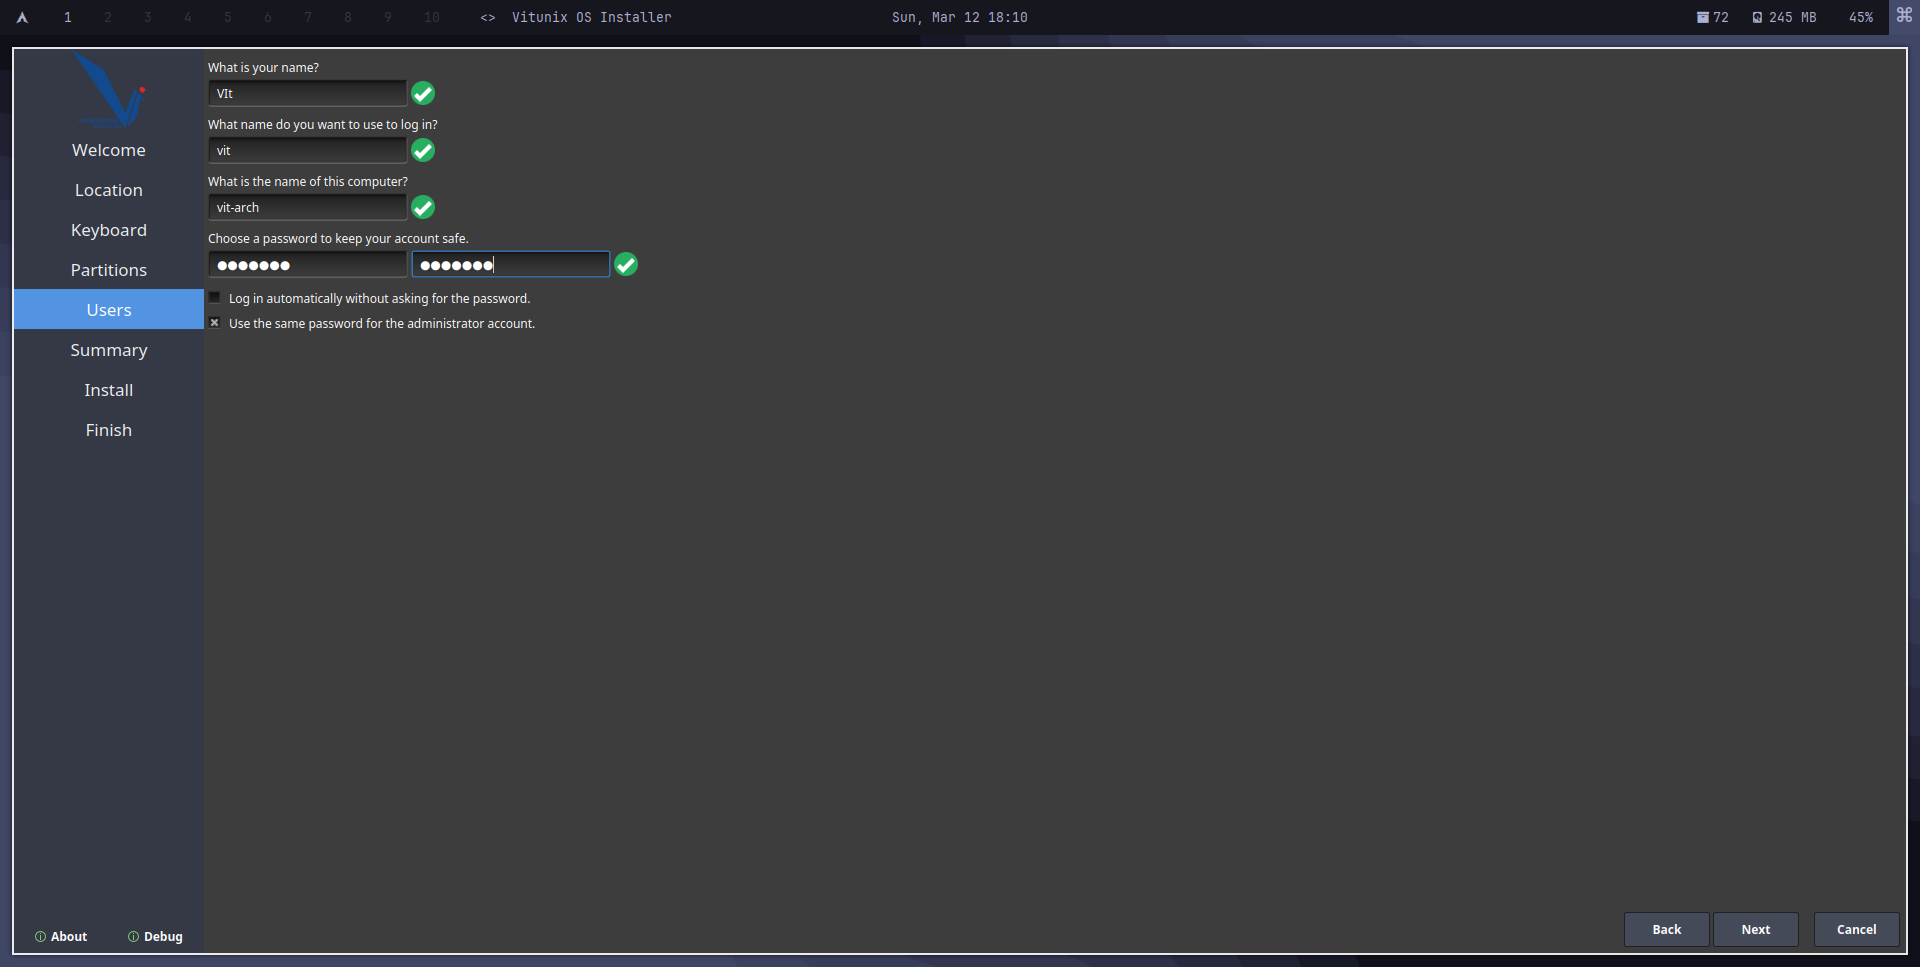 1 2 3 4 5 6 7 8 9 10 <> Vitunix OS Installer Sun, Mar 12 18:10 72 245 MB 45% ⌘
What is your name?
VIt
What name do you want to use to log in?
vit
What is the name of this computer?
vit-arch
Choose a password to keep your account safe.
●●●●●●● ●●●●●●●
Log in automatically without asking for the password.
Use the same password for the administrator account.
Welcome
Location
Keyboard
Partitions
Users
Summary
Install
Finish
About Debug
Back Next Cancel